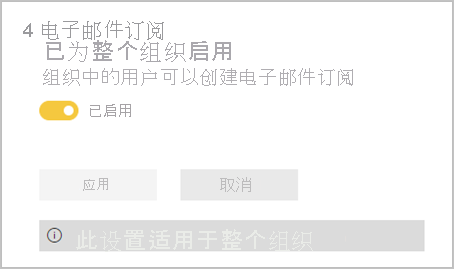 4 电子邮件订阅
已为整个组织启用
组织中的用户可以创建电子邮件订阅
已启用
应用 取消
此设置适用于整个组织